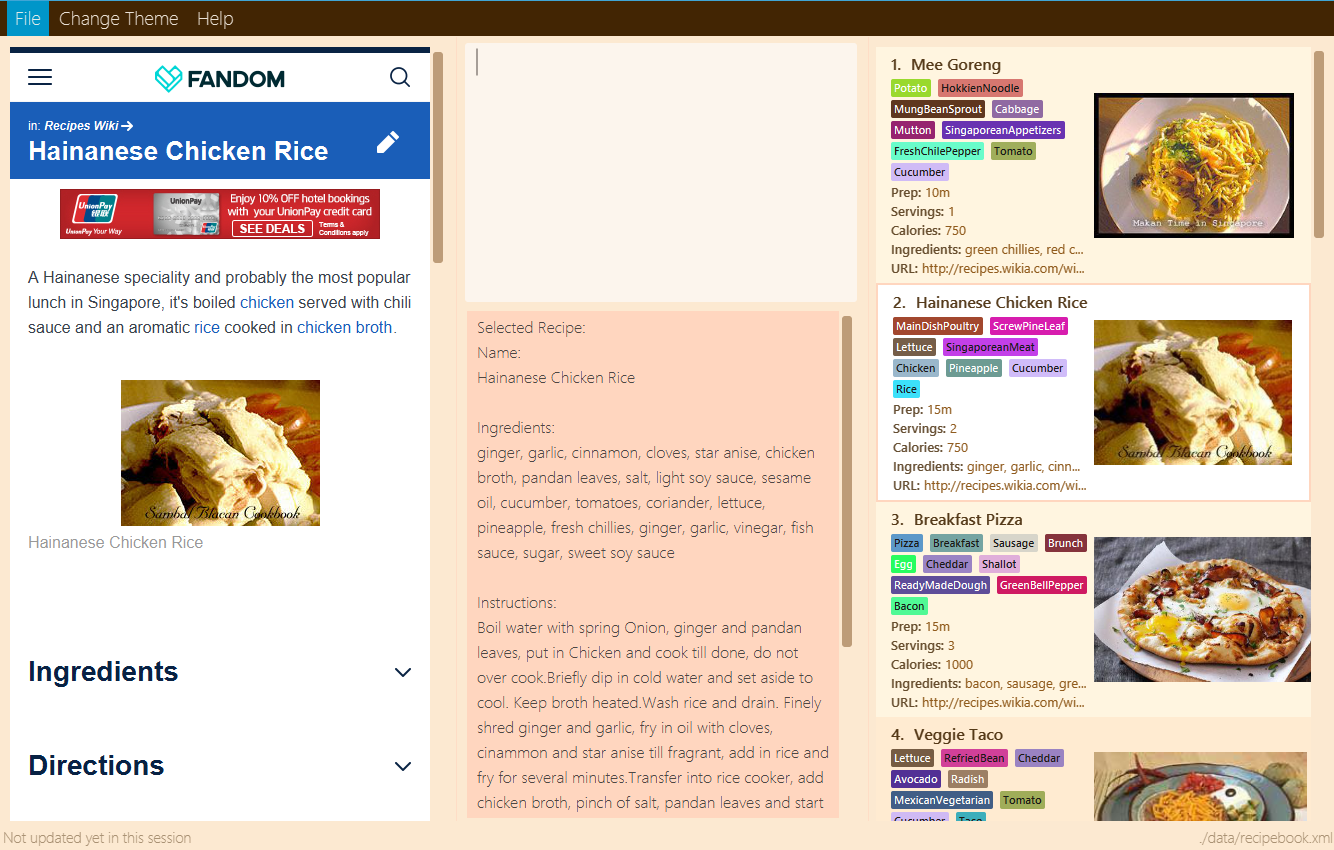 File Change Theme Help
FANDOM
in: Recipes Wiki
Hainanese Chicken Rice
UnionPay
银联
UnionPay Your Way
UnionPay
Enjoy 10% OFF hotel bookings
with your UnionPay credit card
SEE DEALS
Terms &
Conditions apply
A Hainanese speciality and probably the most popular
lunch in Singapore, it's boiled chicken served with chili
sauce and an aromatic rice cooked in chicken broth.
Sambal Blacan Cookbook
Hainanese Chicken Rice
Ingredients
Directions
Selected Recipe:
Name:
Hainanese Chicken Rice
Ingredients:
ginger, garlic, cinnamon, cloves, star anise, chicken
broth, pandan leaves, salt, light soy sauce, sesame
oil, cucumber, tomatoes, coriander, lettuce,
pineapple, fresh chillies, ginger, garlic, vinegar, fish
sauce, sugar, sweet soy sauce
Instructions:
Boil water with spring Onion, ginger and pandan
leaves, put in Chicken and cook till done, do not
over cook.Briefly dip in cold water and set aside to
cool. Keep broth heated.Wash rice and drain. Finely
shred ginger and garlic, fry in oil with cloves,
cinammon and star anise till fragrant, add in rice and
fry for several minutes.Transfer into rice cooker, add
chicken broth, pinch of salt, pandan leaves and start
1. Mee Goreng
Potato HokkienNoodle
MungBeanSprout Cabbage
Mutton SingaporeanAppetizers
FreshChilePepper Tomato
Cucumber
Prep: 10m
Servings: 1
Calories: 750
Ingredients: green chillies, red c...
URL: http://recipes.wikia.com/wi...
Makan Time in Singapore
2. Hainanese Chicken Rice
MainDishPoultry ScrewPineLeaf
Lettuce SingaporeanMeat
Chicken Pineapple Cucumber
Rice
Prep: 15m
Servings: 2
Calories: 750
Ingredients: ginger, garlic, cinn...
URL: http://recipes.wikia.com/wi...
Sambal Blacan Cookbook
3. Breakfast Pizza
Pizza Breakfast Sausage Brunch
Egg Cheddar Shallot
ReadyMadeDough GreenBellPepper
Bacon
Prep: 15m
Servings: 3
Calories: 1000
Ingredients: bacon, sausage, gre...
URL: http://recipes.wikia.com/wi...
4. Veggie Taco
Lettuce RefriedBean Cheddar
Avocado Radish
MexicanVegetarian Tomato
Cucumber Taco
Not updated yet in this session
./data/recipebook.xml